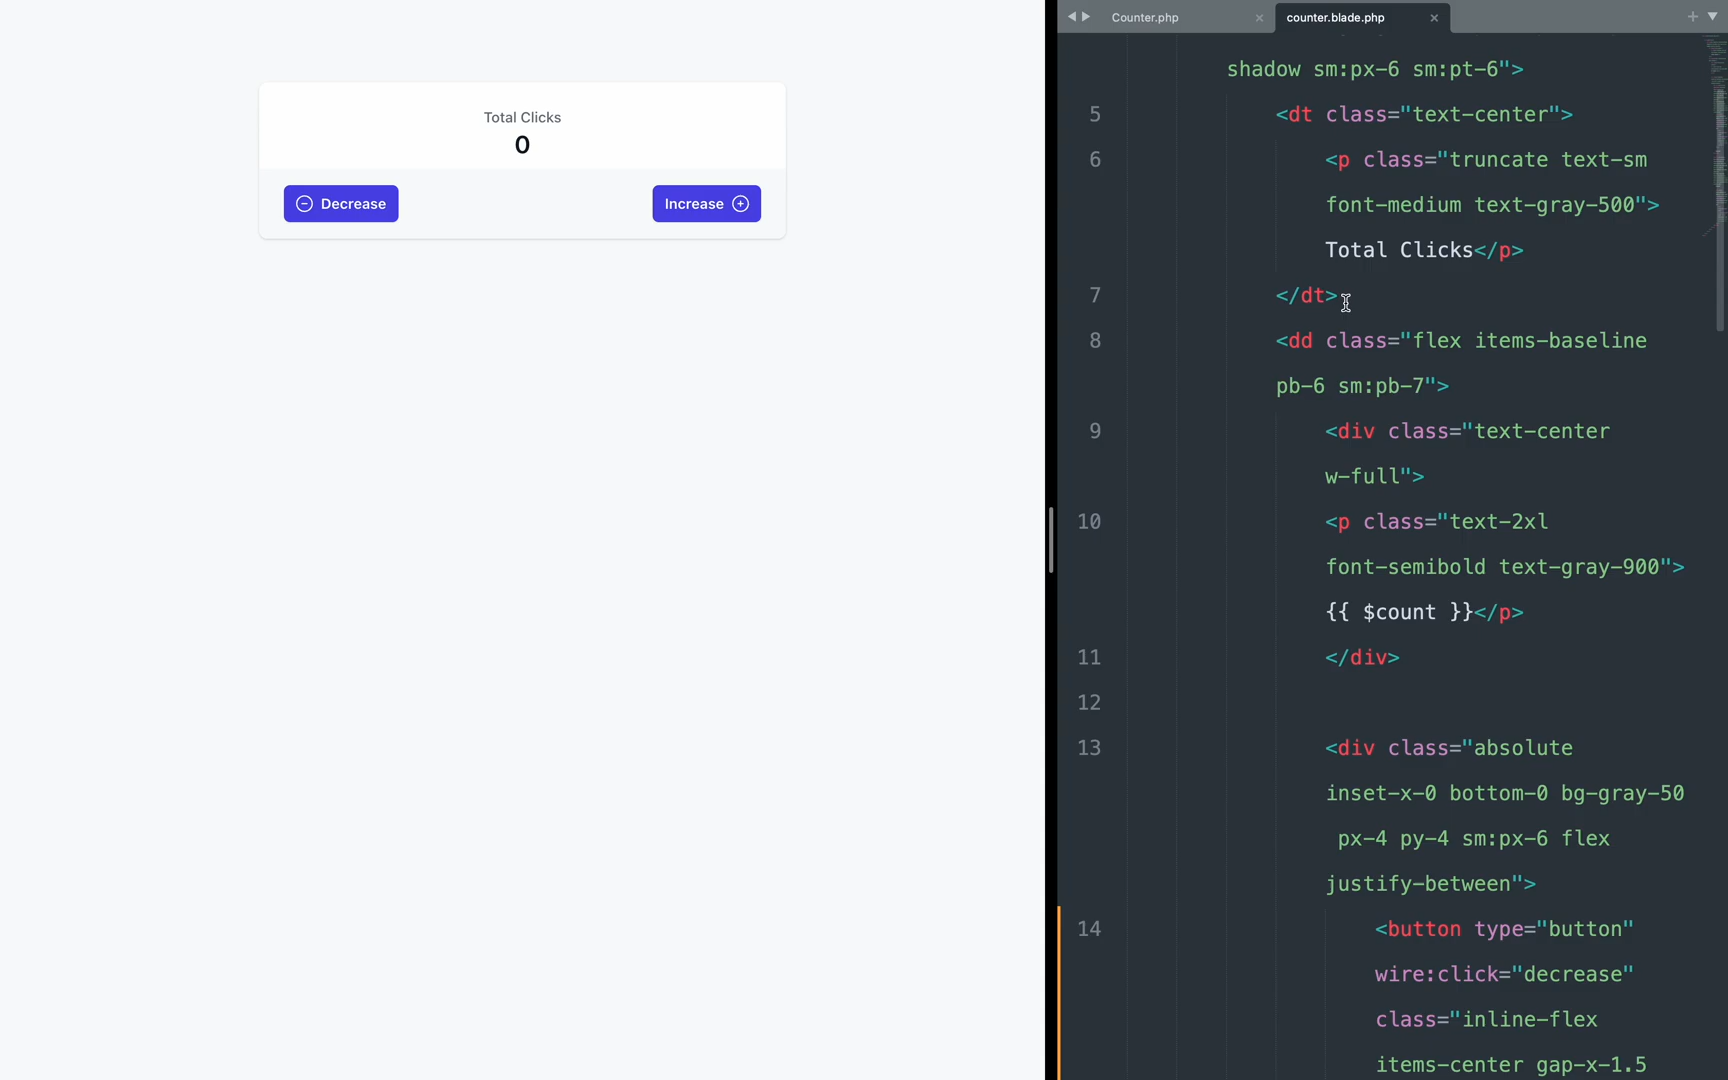 Total Clicks
0
Decrease
Increase
Counter.php
counter.blade.php
shadow sm:px-6 sm:pt-6">
5 <dt class="text-center">
6 <p class="truncate text-sm
font-medium text-gray-500">
Total Clicks</p>
7 </dt>
8 <dd class="flex items-baseline
pb-6 sm:pb-7">
9 <div class="text-center
w-full">
10 <p class="text-2xl
font-semibold text-gray-900">
{{ $count }}</p>
11 </div>
12
13 <div class="absolute
inset-x-0 bottom-0 bg-gray-50
px-4 py-4 sm:px-6 flex
justify-between">
14 <button type="button"
wire:click="decrease"
class="inline-flex
items-center gap-x-1.5